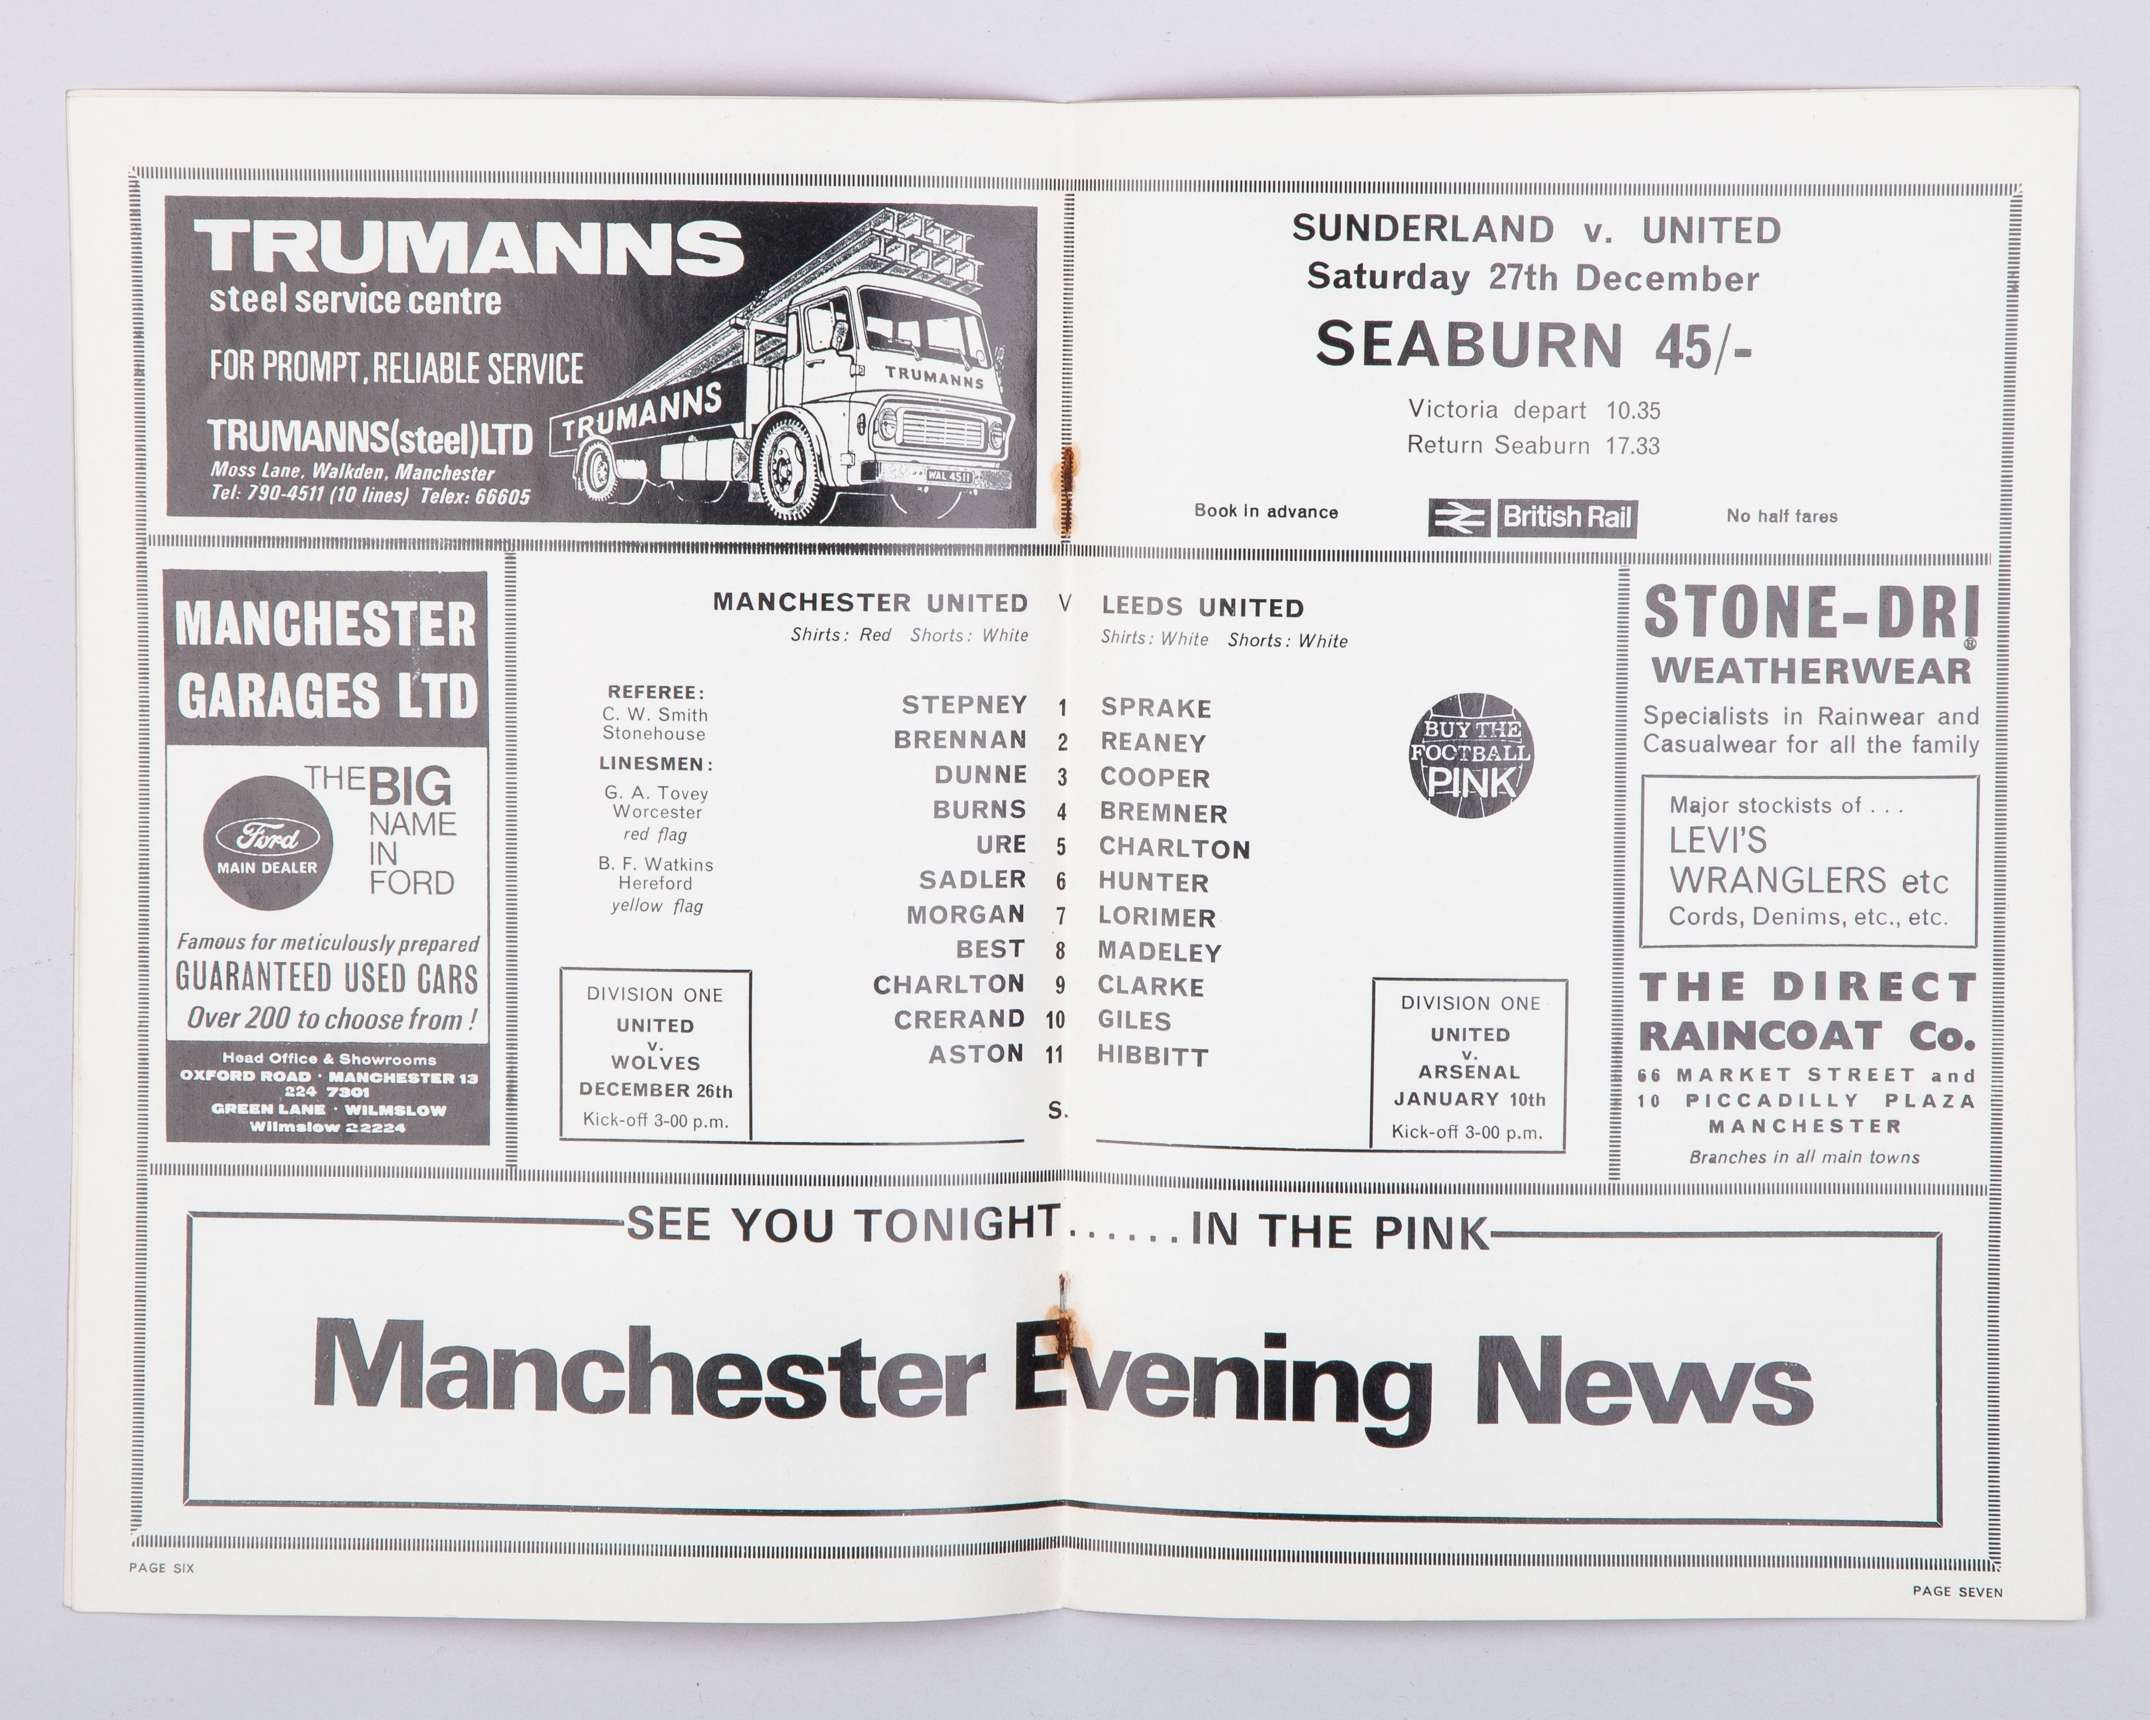 TRUMANNS
steel service centre
FOR PROMPT, RELIABLE SERVICE
TRUMANNS(steel)LTD
Moss Lane, Walkden, Manchester
Tel: 790-4511 (10 lines) Telex: 66605
TRUMANNS
TRUMANNS
WAL 4511
SUNDERLAND v. UNITED
Saturday 27th December
SEABURN 45/-
Victoria depart 10.35
Return Seaburn 17.33
Book in advance
British Rail
No half fares
MANCHESTER
GARAGES LTD
THE BIG
NAME
IN
FORD
Ford
MAIN DEALER
Famous for meticulously prepared
GUARANTEED USED CARS
Over 200 to choose from!
Head Office & Showrooms
OXFORD ROAD · MANCHESTER 13
224 7301
GREEN LANE · WILMSLOW
Wilmslow 22224
MANCHESTER UNITED V LEEDS UNITED
Shirts: Red Shorts: White Shirts: White Shorts: White
REFEREE:
C. W. Smith
Stonehouse
LINESMEN:
G. A. Tovey
Worcester
red flag
B. F. Watkins
Hereford
yellow flag
STEPNEY 1 SPRAKE
BRENNAN 2 REANEY
DUNNE 3 COOPER
BURNS 4 BREMNER
URE 5 CHARLTON
SADLER 6 HUNTER
MORGAN 7 LORIMER
BEST 8 MADELEY
CHARLTON 9 CLARKE
CRERAND 10 GILES
ASTON 11 HIBBITT
S.
BUY THE
FOOTBALL
PINK
DIVISION ONE
UNITED
v.
WOLVES
DECEMBER 26th
Kick-off 3-00 p.m.
DIVISION ONE
UNITED
v.
ARSENAL
JANUARY 10th
Kick-off 3-00 p.m.
STONE-DRI
®
WEATHERWEAR
Specialists in Rainwear and
Casualwear for all the family
Major stockists of . . .
LEVI'S
WRANGLERS etc
Cords, Denims, etc., etc.
THE DIRECT
RAINCOAT Co.
66 MARKET STREET and
10 PICCADILLY PLAZA
MANCHESTER
Branches in all main towns
SEE YOU TONIGHT......IN THE PINK
Manchester Evening News
PAGE SIX
PAGE SEVEN